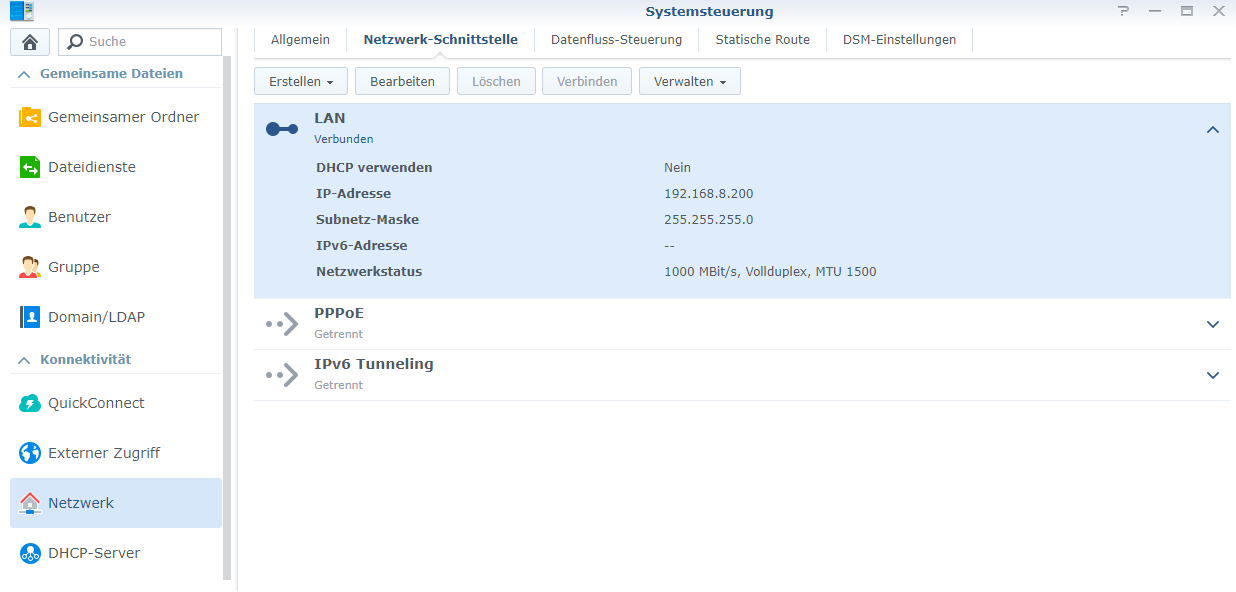 Systemsteuerung
Suche
Gemeinsame Dateien
Gemeinsamer Ordner
Dateidienste
Benutzer
Gruppe
Domain/LDAP
Konnektivität
QuickConnect
Externer Zugriff
Netzwerk
DHCP-Server
Allgemein Netzwerk-Schnittstelle Datenfluss-Steuerung Statische Route DSM-Einstellungen
Erstellen Bearbeiten Löschen Verbinden Verwalten
LAN
Verbunden
DHCP verwenden Nein
IP-Adresse 192.168.8.200
Subnetz-Maske 255.255.255.0
IPv6-Adresse --
Netzwerkstatus 1000 MBit/s, Vollduplex, MTU 1500
PPPoE
Getrennt
IPv6 Tunneling
Getrennt